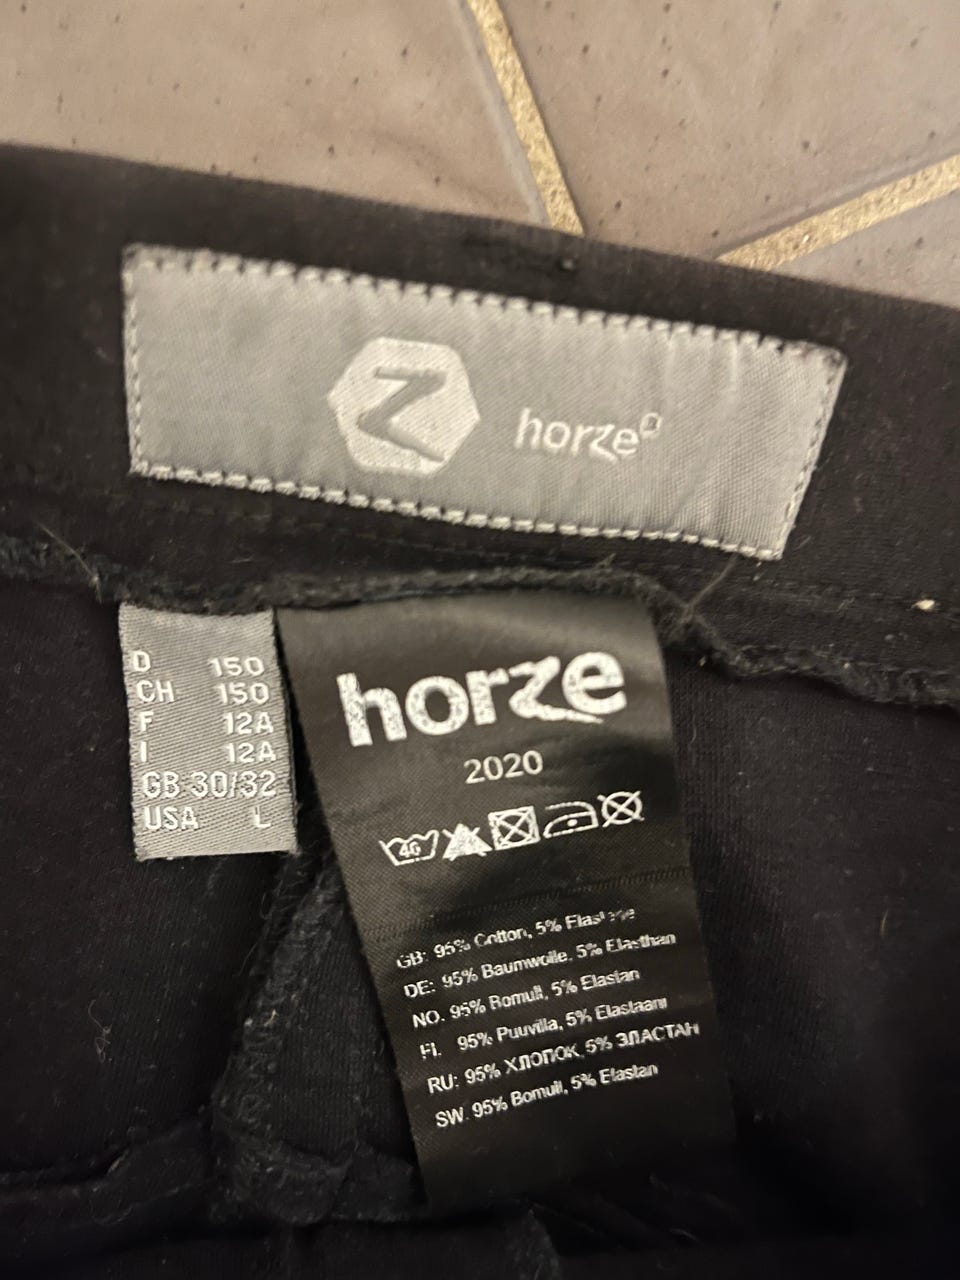 horze®
D 150
CH 150
F 12A
I 12A
GB 30/32
USA L
horze
2020
40
GB: 95% Cotton, 5% Elastane
DE: 95% Baumwolle, 5% Elasthan
NO. 95% Bomull, 5% Elastan
FI. 95% Puuvilla, 5% Elastaani
RU: 95% ХЛОПОК, 5% ЭЛАСТАН
SW. 95% Bomull, 5% Elastan